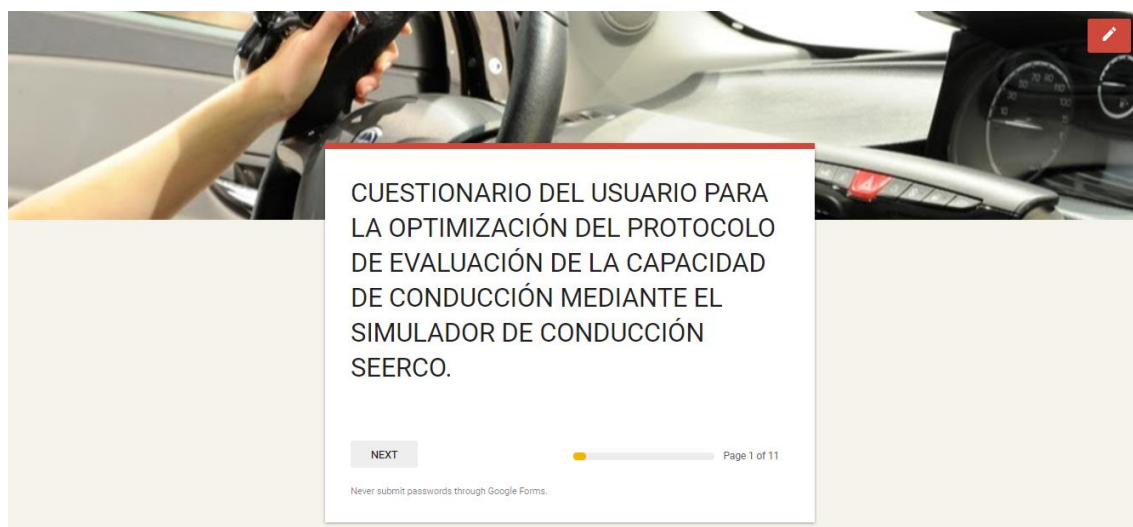 CUESTIONARIO DEL USUARIO PARA
LA OPTIMIZACIÓN DEL PROTOCOLO
DE EVALUACIÓN DE LA CAPACIDAD
DE CONDUCCIÓN MEDIANTE EL
SIMULADOR DE CONDUCCIÓN
SEERCO.
NEXT
Page 1 of 11
Never submit passwords through Google Forms.